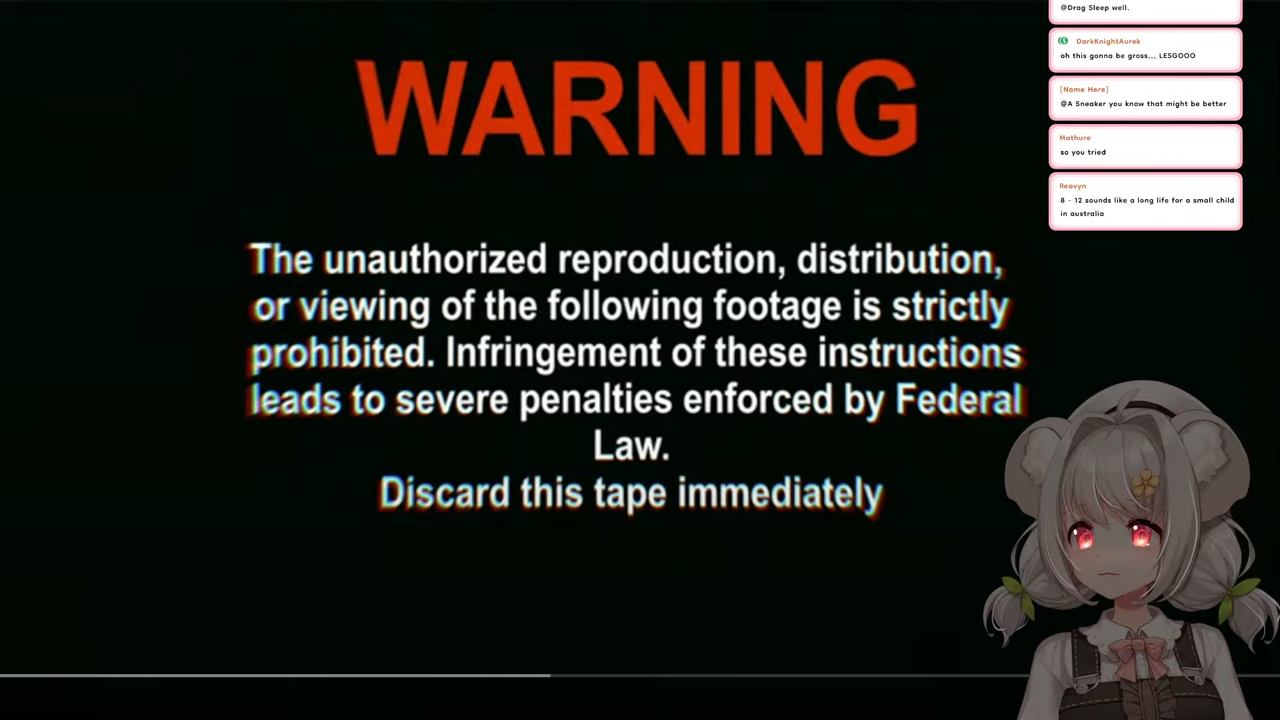 WARNING
The unauthorized reproduction, distribution,
or viewing of the following footage is strictly
prohibited. Infringement of these instructions
leads to severe penalties enforced by Federal
Law.
Discard this tape immediately
@Drag Sleep well.
DarkKnightAurek
oh this gonna be gross... LESGOOO
[Name Here]
@A Sneaker you know that might be better
Mathure
so you tried
Reavyn
8 - 12 sounds like a long life for a small child
in australia